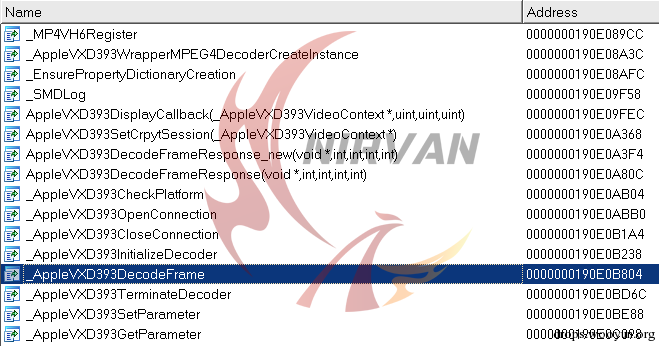 Name Address
_MP4VH6Register 0000000190E089CC
_AppleVXD393WrapperMPEG4DecoderCreateInstance 0000000190E08A3C
_EnsurePropertyDictionaryCreation 0000000190E08AFC
_SMDLog 0000000190E09F58
AppleVXD393DisplayCallback(_AppleVXD393VideoContext *,uint,uint,uint) 0000000190E09FEC
AppleVXD393SetCrpytSession(_AppleVXD393VideoContext *) 0000000190E0A368
AppleVXD393DecodeFrameResponse_new(void *,int,int,int,int) 0000000190E0A3F4
AppleVXD393DecodeFrameResponse(void *,int,int,int,int) 0000000190E0A80C
_AppleVXD393CheckPlatform 0000000190E0AB04
_AppleVXD393OpenConnection 0000000190E0ABB0
_AppleVXD393CloseConnection 0000000190E0B1A4
_AppleVXD393InitializeDecoder 0000000190E0B238
_AppleVXD393DecodeFrame 0000000190E0B804
_AppleVXD393TerminateDecoder 0000000190E0BD6C
_AppleVXD393SetParameter 0000000190E0BE88
_AppleVXD393GetParameter
NIRVAN